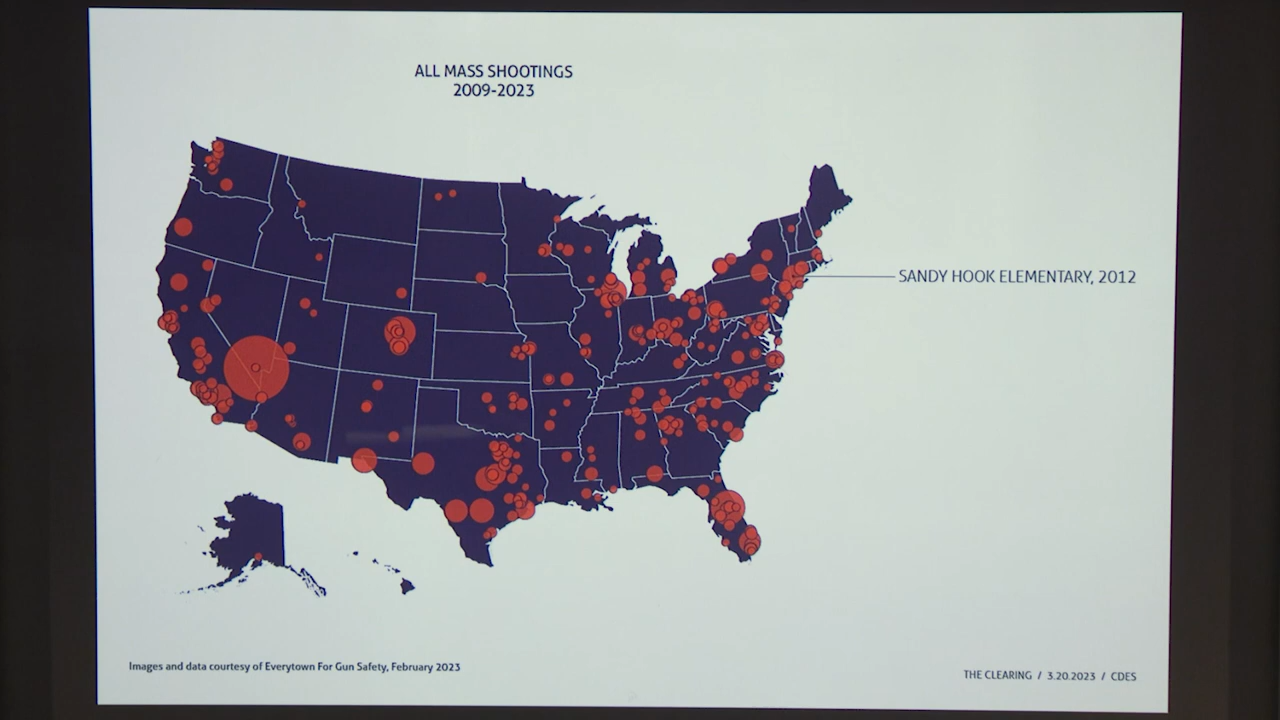 ALL MASS SHOOTINGS
2009-2023
SANDY HOOK ELEMENTARY, 2012
Images and data courtesy of Everytown For Gun Safety, February 2023
THE CLEARING / 3.20.2023 / CDES